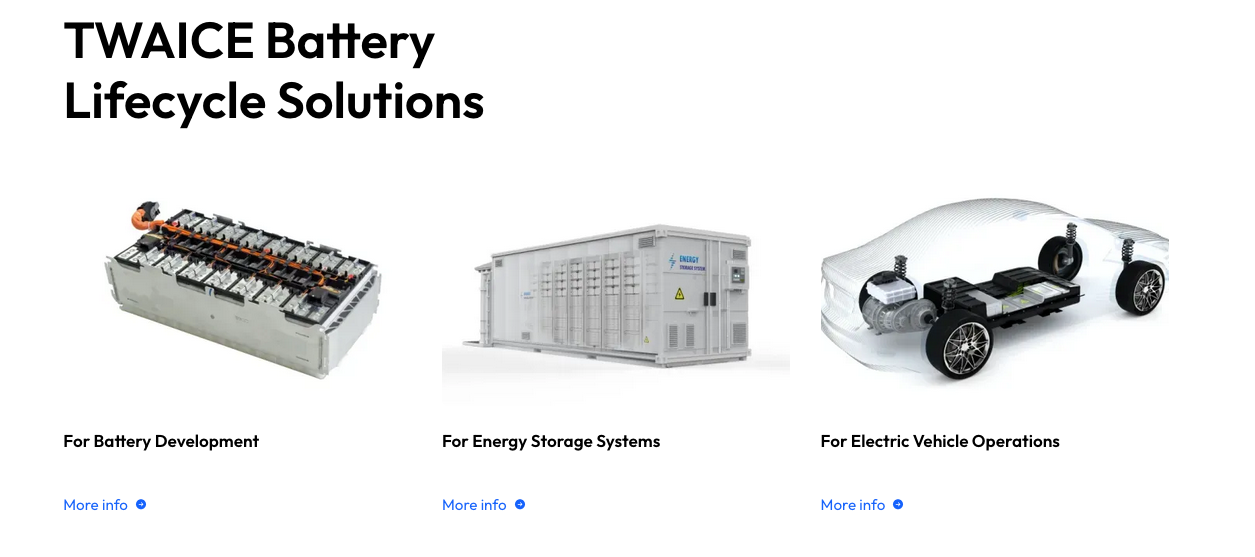 TWAICE Battery
Lifecycle Solutions
ENERGY
STORAGE SYSTEM
For Battery Development
For Energy Storage Systems
For Electric Vehicle Operations
More info
More info
More info